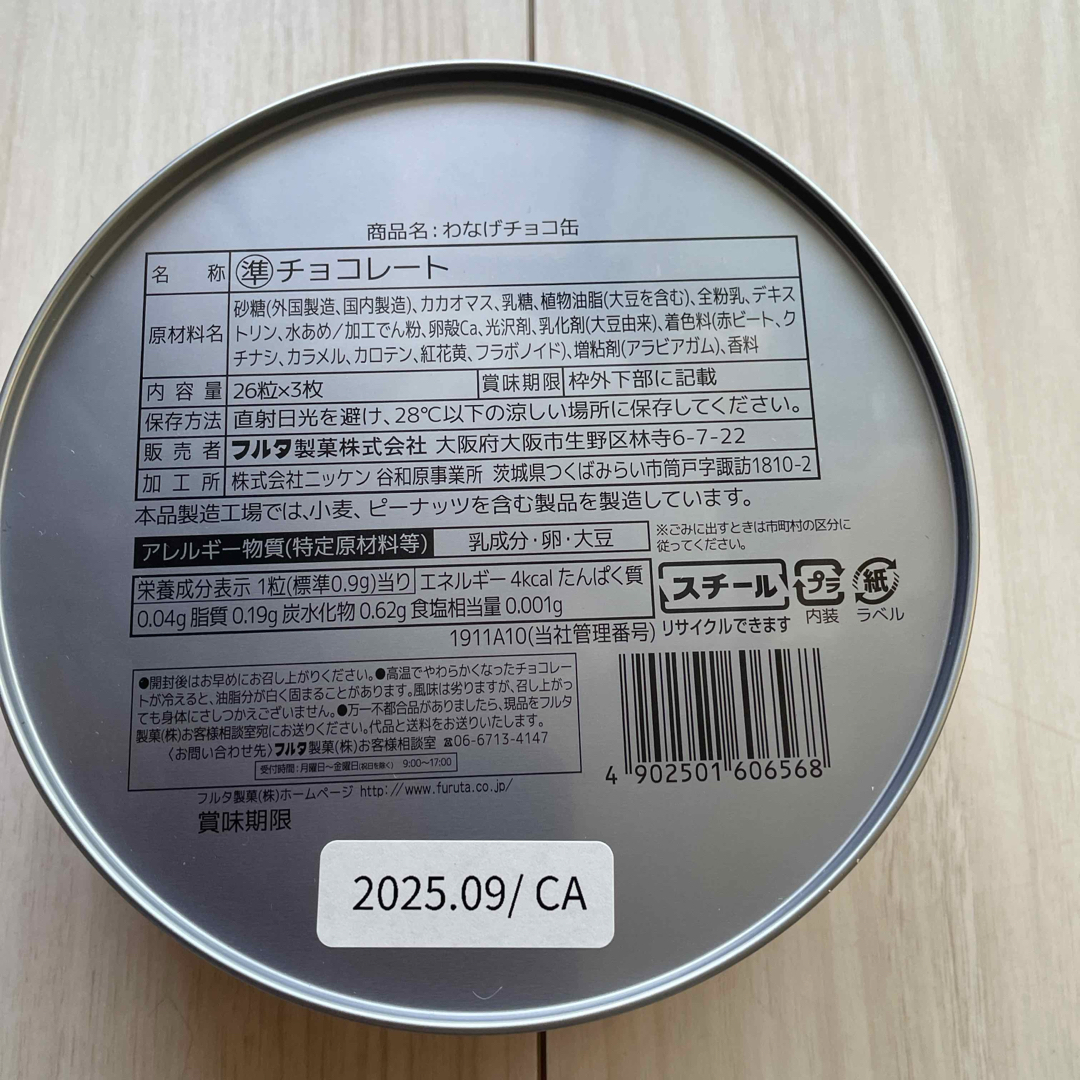 商品名:わなげチョコ缶
名称 準チョコレート
原材料名 砂糖(外国製造、国内製造)、カカオマス、乳糖、植物油脂(大豆を含む)、全粉乳、デキス
トリン、水あめ/加工でん粉、卵殻Ca、光沢剤、乳化剤(大豆由来)、着色料(赤ビート、ク
チナシ、カラメル、カロテン、紅花黄、フラボノイド)、増粘剤(アラビアガム)、香料
内容量 26粒×3枚 賞味期限 枠外下部に記載
保存方法 直射日光を避け、28℃以下の涼しい場所に保存してください。
販売者 フルタ製菓株式会社 大阪府大阪市生野区林寺6-7-22
加工所 株式会社ニッケン 谷和原事業所 茨城県つくばみらい市筒戸字諏訪1810-2
本品製造工場では、小麦、ピーナッツを含む製品を製造しています。
アレルギー物質(特定原材料等) 乳成分・卵・大豆
※ごみに出すときは市町村の区分に
従ってください。
栄養成分表示 1粒(標準0.9g)当り エネルギー 4kcal たんぱく質
0.04g 脂質 0.19g 炭水化物 0.62g 食塩相当量 0.001g
スチール
リサイクルできます
プラ
内装
紙
ラベル
1911A10(当社管理番号)
●開封後はお早めにお召し上がりください。●高温でやわらかくなったチョコレー
トが冷えると、油脂分が白く固まることがあります。風味は劣りますが、召し上がっ
ても身体にさしつかえございません。●万一不都合品がありましたら、現品をフルタ
製菓(株)お客様相談室宛にお送りください。代品と送料をお送りいたします。
〈お問い合わせ先〉フルタ製菓(株)お客様相談室 ☎06-6713-4147
受付時間:月曜日〜金曜日(祝日を除く) 9:00〜17:00
フルタ製菓(株)ホームページ http://www.furuta.co.jp/
4 902501 606568
賞味期限
2025.09/ CA